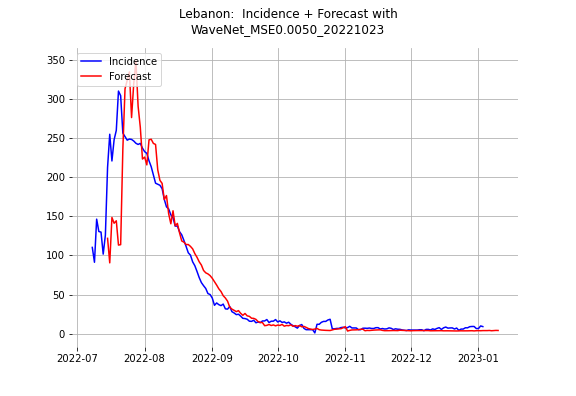 Lebanon:  Incidence + Forecast with
WaveNet_MSE0.0050_20221023
350
300
250
200
150
100
50
0
Incidence
Forecast
2022-07 2022-08 2022-09 2022-10 2022-11 2022-12 2023-01